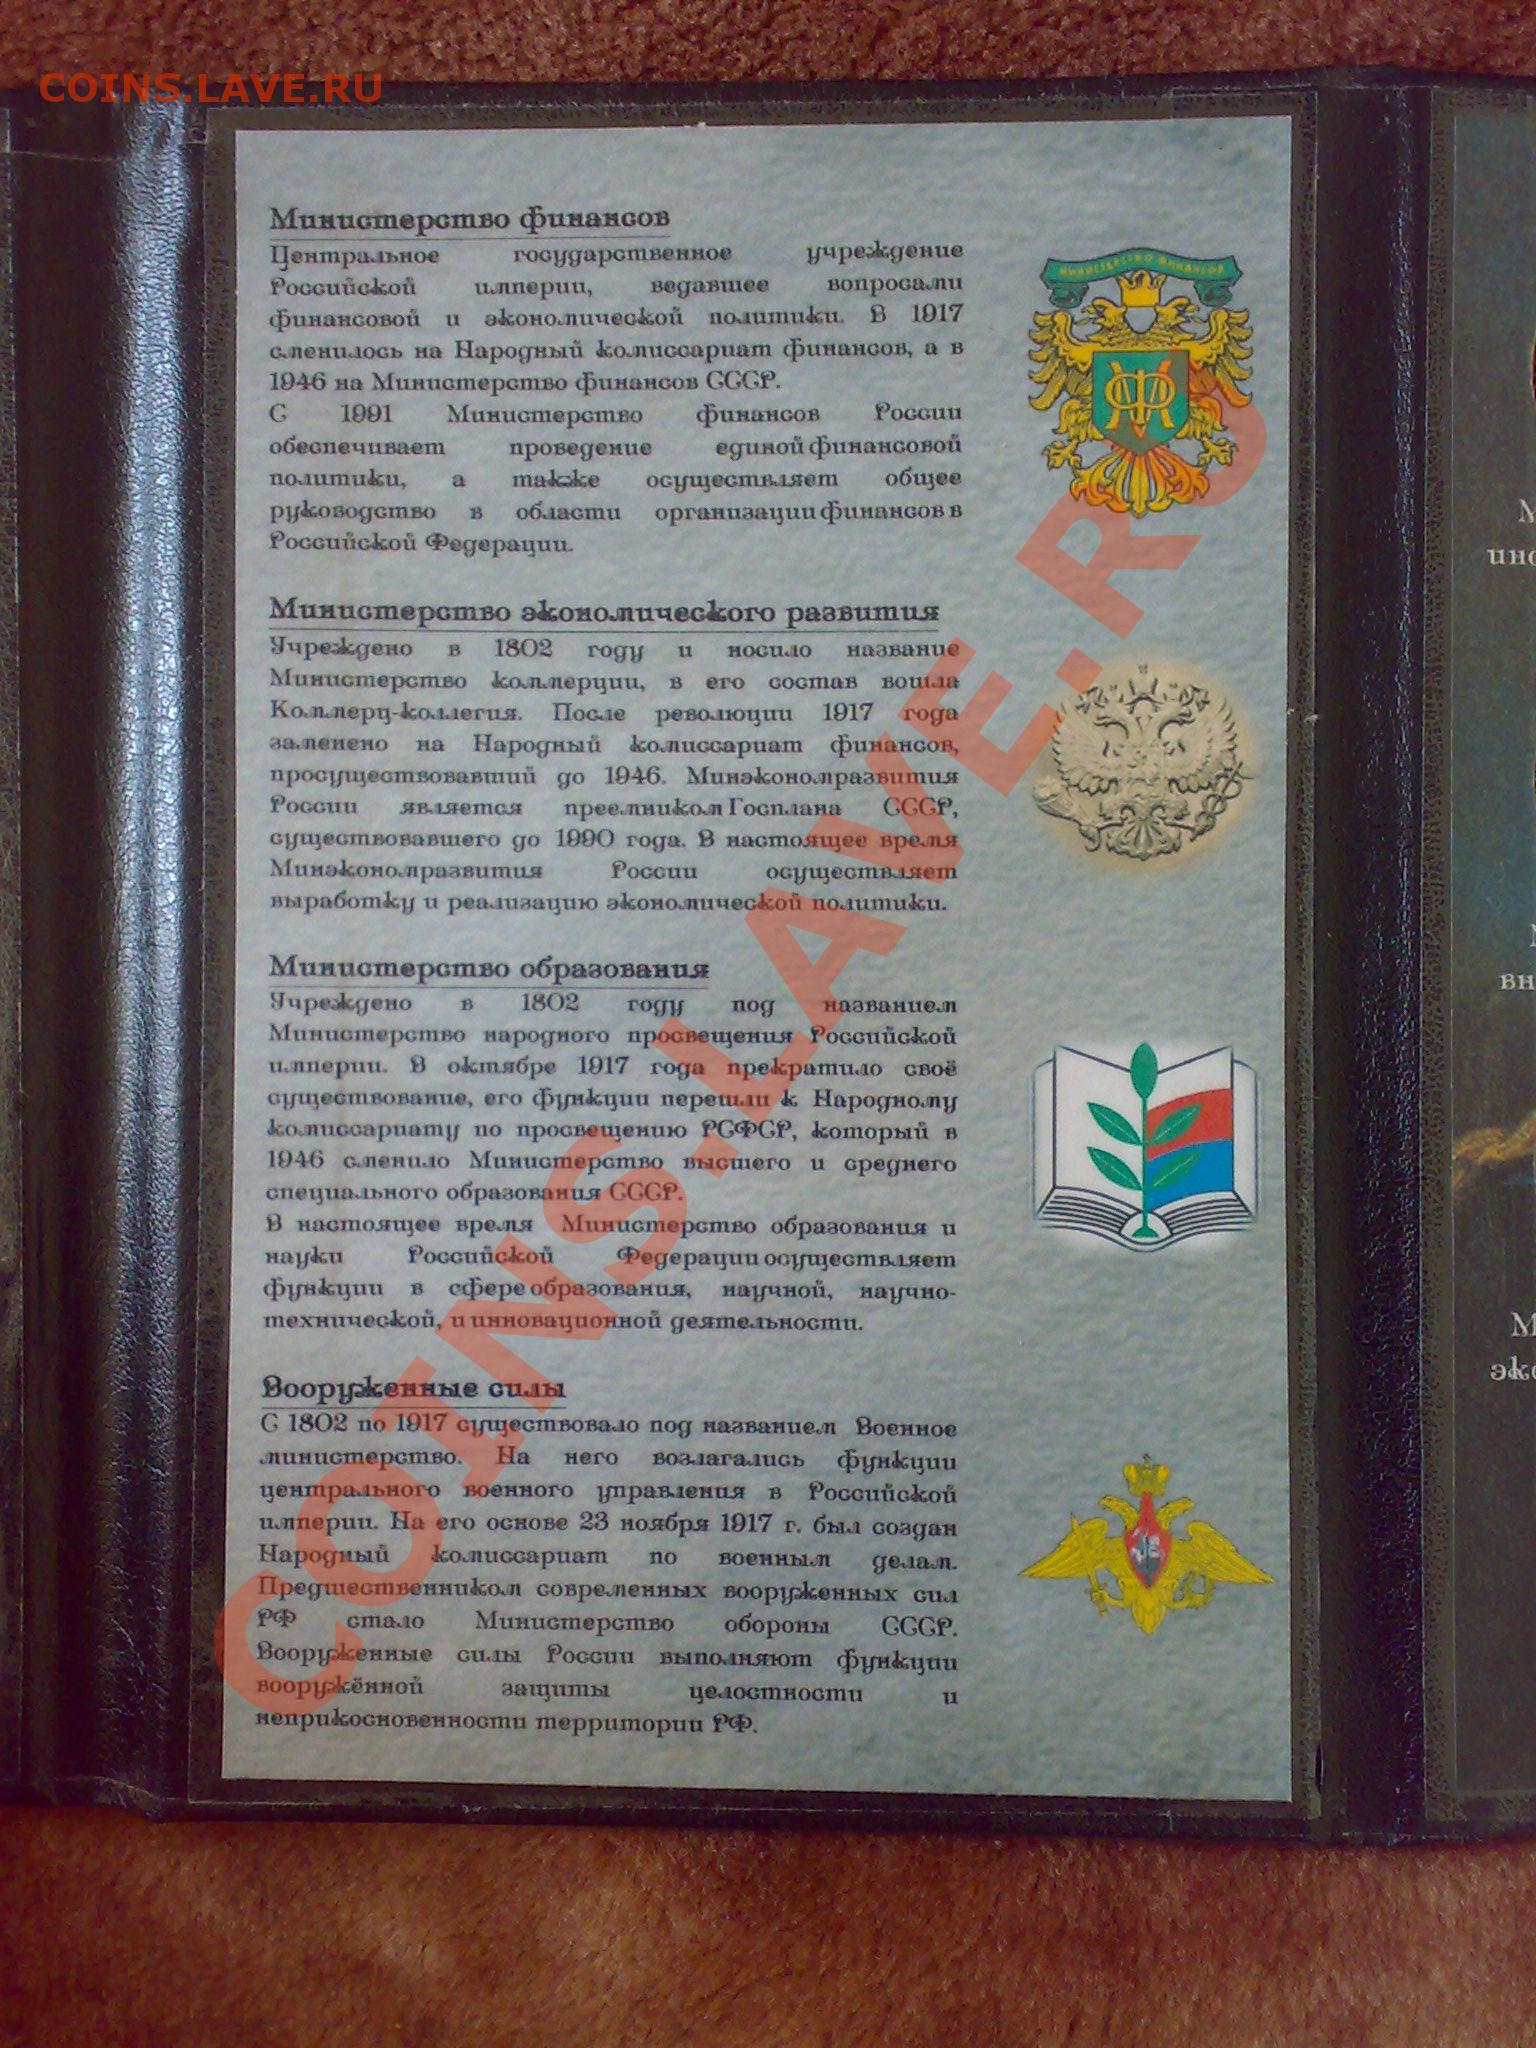 COINS.LAVE.RU
Министерство финансов
Центральное государственное учреждение
Российской империи, ведавшее вопросами
финансовой и экономической политики. В 1917
сменилось на Народный комиссариат финансов, а в
1946 на Министерство финансов СССР.
С 1991 Министерство финансов России
обеспечивает проведение единой финансовой
политики, а также осуществляет общее
руководство в области организации финансов в
Российской Федерации.
МИНИСТЕРСТВО ФИНАНСОВ
МФ
Министерство экономического развития
Учреждено в 1802 году и носило название
Министерство коммерции, в его состав вошла
Коммерц-коллегия. После революции 1917 года
заменено на Народный комиссариат финансов,
просуществовавший до 1946. Минэкономразвития
России является преемником Госплана СССР,
существовавшего до 1990 года. В настоящее время
Минэкономразвития России осуществляет
выработку и реализацию экономической политики.
Министерство образования
Учреждено в 1802 году под названием
Министерство народного просвещения Российской
империи. В октябре 1917 года прекратило своё
существование, его функции перешли к Народному
комиссариату по просвещению РСФСР, который в
1946 сменило Министерство высшего и среднего
специального образования СССР.
В настоящее время Министерство образования и
науки Российской Федерации осуществляет
функции в сфере образования, научной, научно-
технической, и инновационной деятельности.
Вооруженные силы
С 1802 по 1917 существовало под названием Военное
министерство. На него возлагались функции
центрального военного управления в Российской
империи. На его основе 23 ноября 1917 г. был создан
Народный комиссариат по военным делам.
Предшественником современных вооруженных сил
РФ стало Министерство обороны СССР.
Вооруженные силы России выполняют функции
вооружённой защиты целостности и
неприкосновенности территории РФ.
COINS.LAVE.RU
М
вн
М
эко